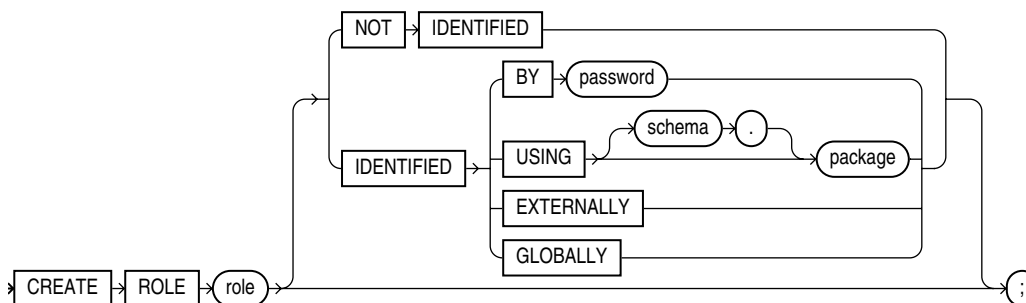 NOT IDENTIFIED
BY password
schema .
USING package
IDENTIFIED
EXTERNALLY
GLOBALLY
CREATE ROLE role ;